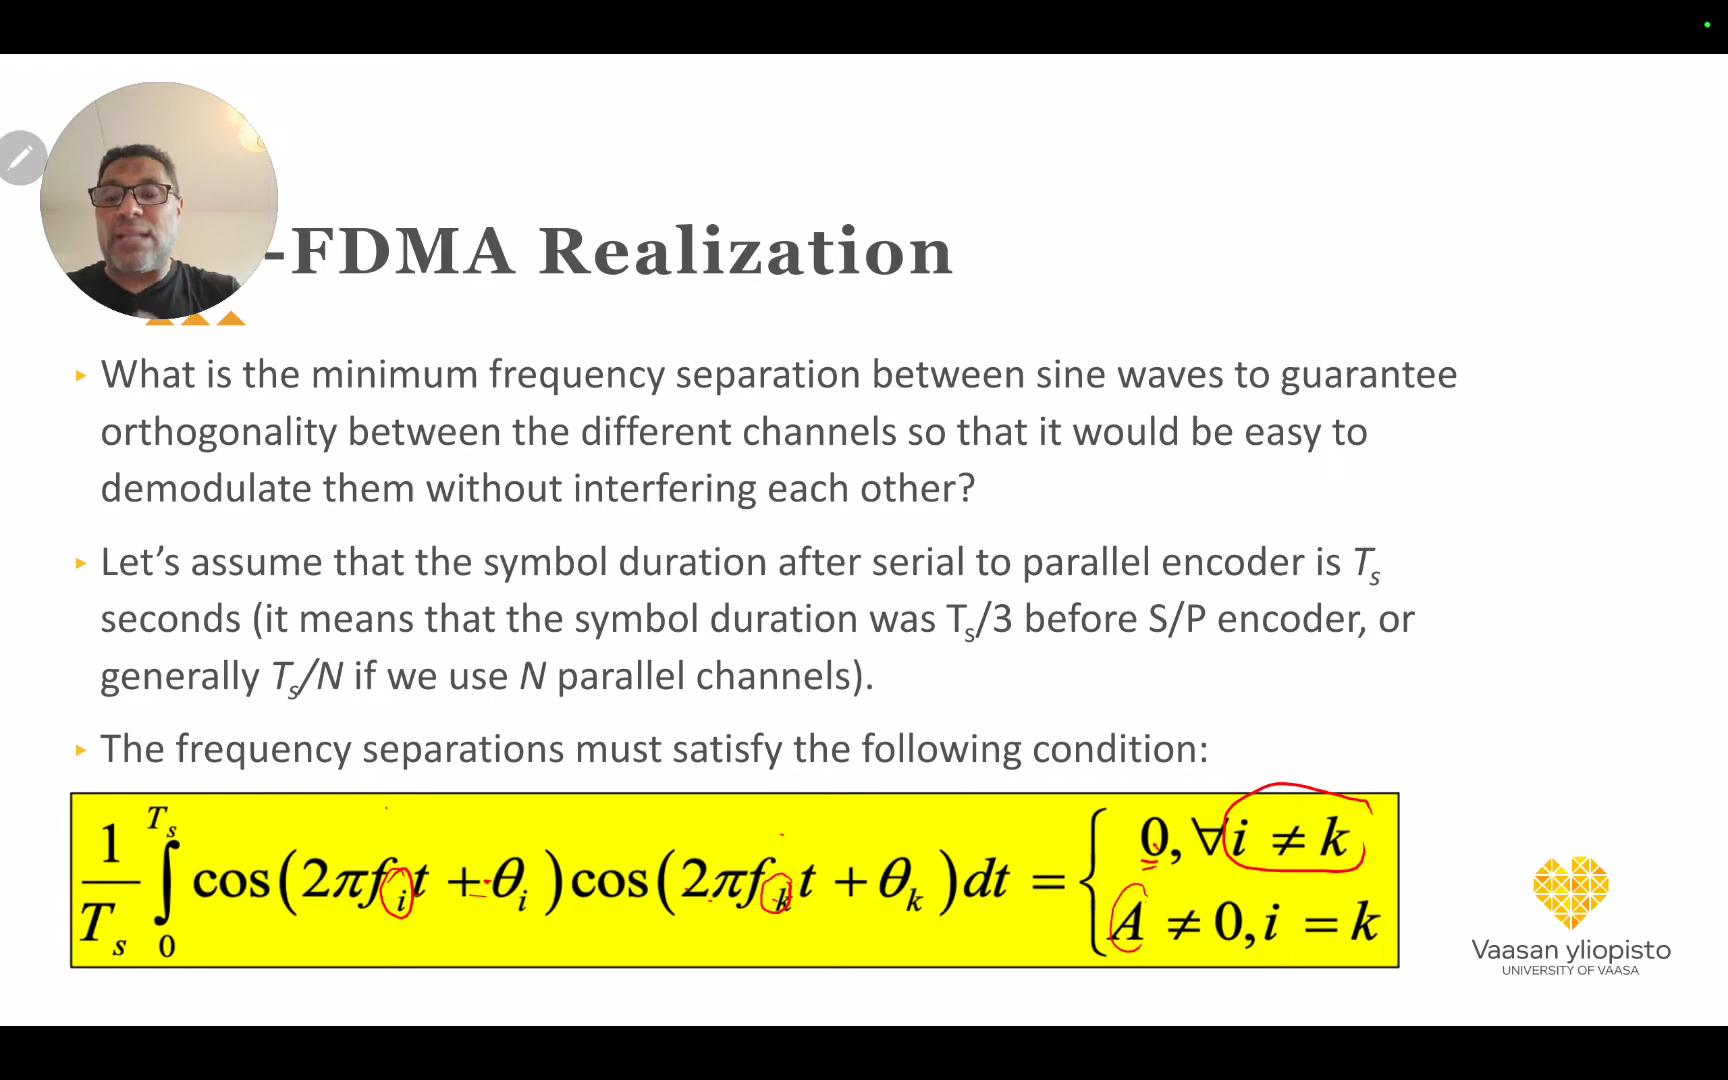 -FDMA Realization
What is the minimum frequency separation between sine waves to guarantee
orthogonality between the different channels so that it would be easy to
demodulate them without interfering each other?
Let’s assume that the symbol duration after serial to parallel encoder is Tₛ
seconds (it means that the symbol duration was Tₛ/3 before S/P encoder, or
generally Tₛ/N if we use N parallel channels).
The frequency separations must satisfy the following condition:
1/Tₛ ∫₀^Tₛ cos(2πfᵢt + θᵢ)cos(2πfₖt + θₖ)dt = { 0, ∀i ≠ k
A ≠ 0, i = k
Vaasan yliopisto
UNIVERSITY OF VAASA